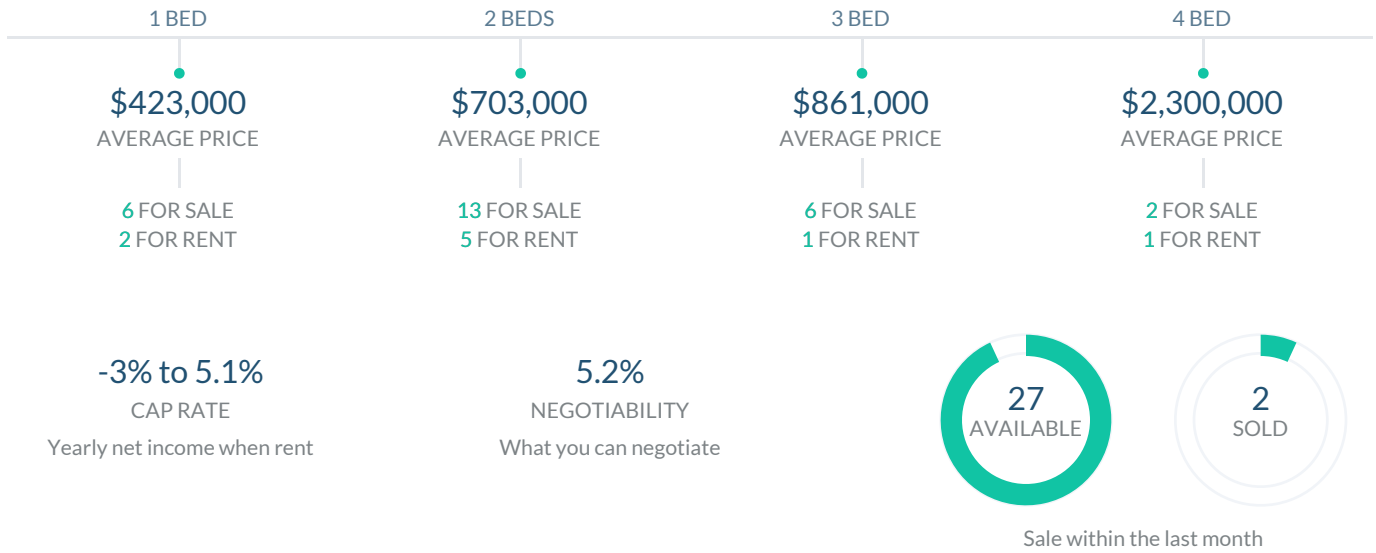 1 BED
2 BEDS
3 BED
4 BED
$423,000
$703,000
$861,000
$2,300,000
AVERAGE PRICE
AVERAGE PRICE
AVERAGE PRICE
AVERAGE PRICE
6 FOR SALE
13 FOR SALE
6 FOR SALE
2 FOR SALE
2 FOR RENT
5 FOR RENT
1 FOR RENT
1 FOR RENT
-3% to 5.1%
CAP RATE
Yearly net income when rent
5.2%
NEGOTIABILITY
What you can negotiate
27
AVAILABLE
2
SOLD
Sale within the last month